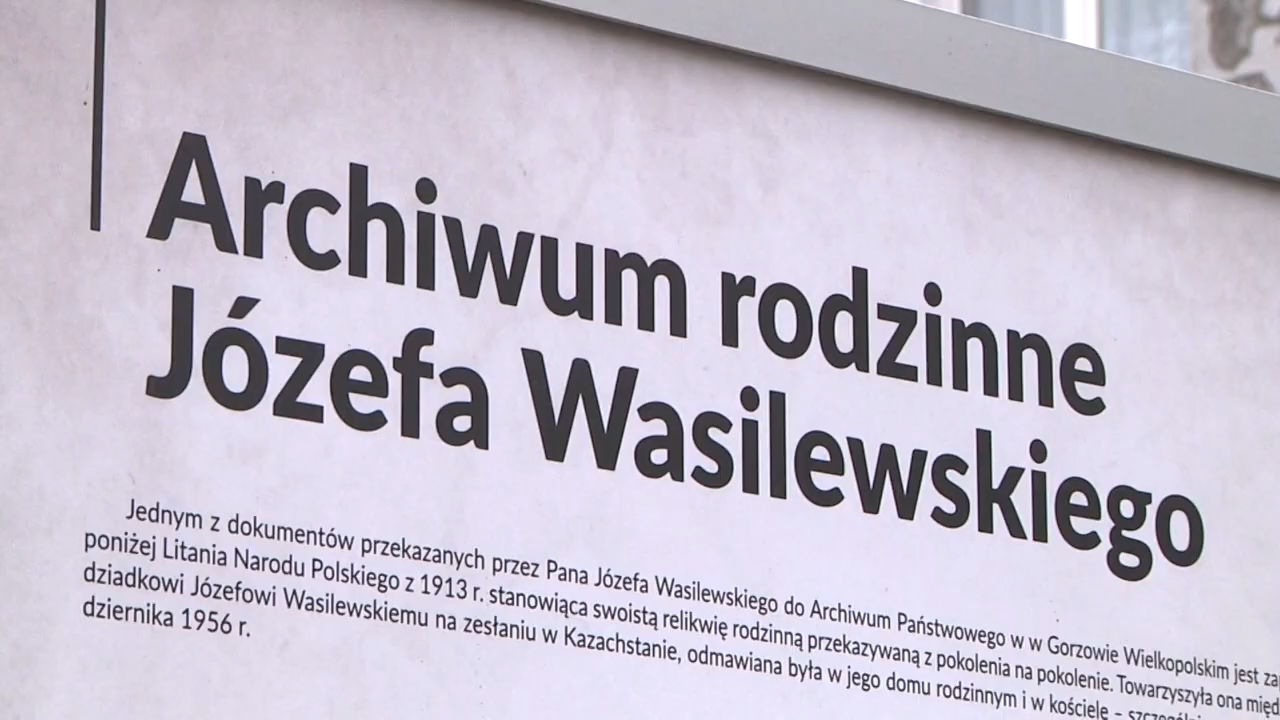 Archiwum rodzinne
Józefa Wasilewskiego
Jednym z dokumentów przekazanych przez Pana Józefa Wasilewskiego do Archiwum Państwowego w w Gorzowie Wielkopolskim jest
poniżej Litania Narodu Polskiego z 1913 r. stanowiąca swoistą relikwię rodzinną przekazywaną z pokolenia na pokolenie. Towarzyszyła ona
dziadkowi Józefowi Wasilewskiemu na zesłaniu w Kazachstanie, odmawiana była w jego domu rodzinnym i w kościele –
dziernika 1956 r.